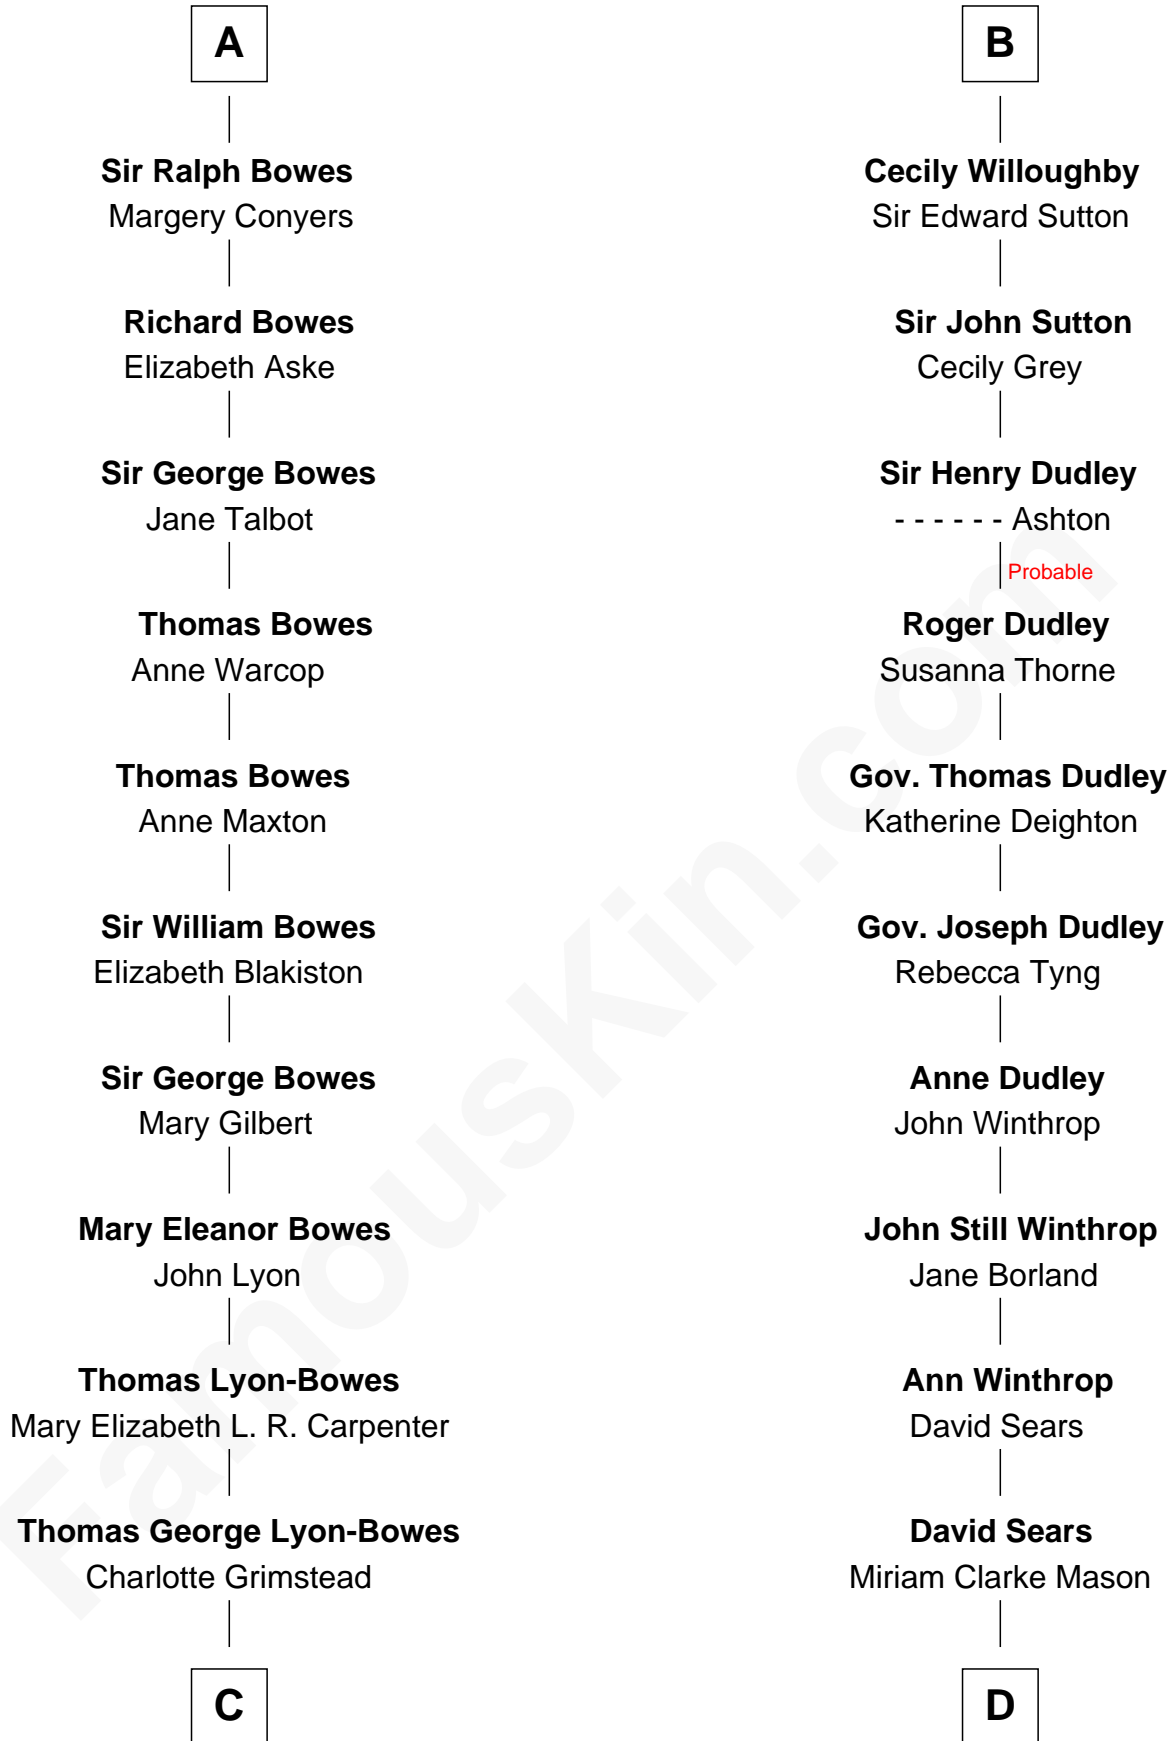 A
Sir Ralph Bowes
Margery Conyers
Richard Bowes
Elizabeth Aske
Sir George Bowes
Jane Talbot
Thomas Bowes
Anne Warcop
Thomas Bowes
Anne Maxton
Sir William Bowes
Elizabeth Blakiston
Sir George Bowes
Mary Gilbert
Mary Eleanor Bowes
John Lyon
Thomas Lyon-Bowes
Mary Elizabeth L. R. Carpenter
Thomas George Lyon-Bowes
Charlotte Grimstead
C
B
Cecily Willoughby
Sir Edward Sutton
Sir John Sutton
Cecily Grey
Sir Henry Dudley
- - - - - - Ashton
Probable
Roger Dudley
Susanna Thorne
Gov. Thomas Dudley
Katherine Deighton
Gov. Joseph Dudley
Rebecca Tyng
Anne Dudley
John Winthrop
John Still Winthrop
Jane Borland
Ann Winthrop
David Sears
David Sears
Miriam Clarke Mason
D
FamousKin.com